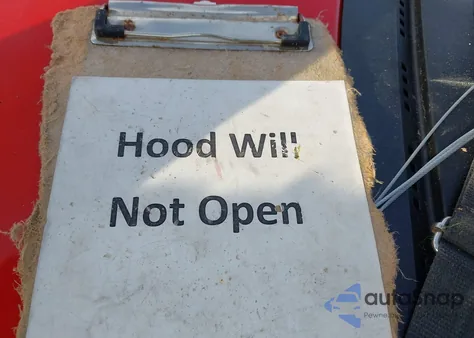 Hood Will
Not Open
autosnap